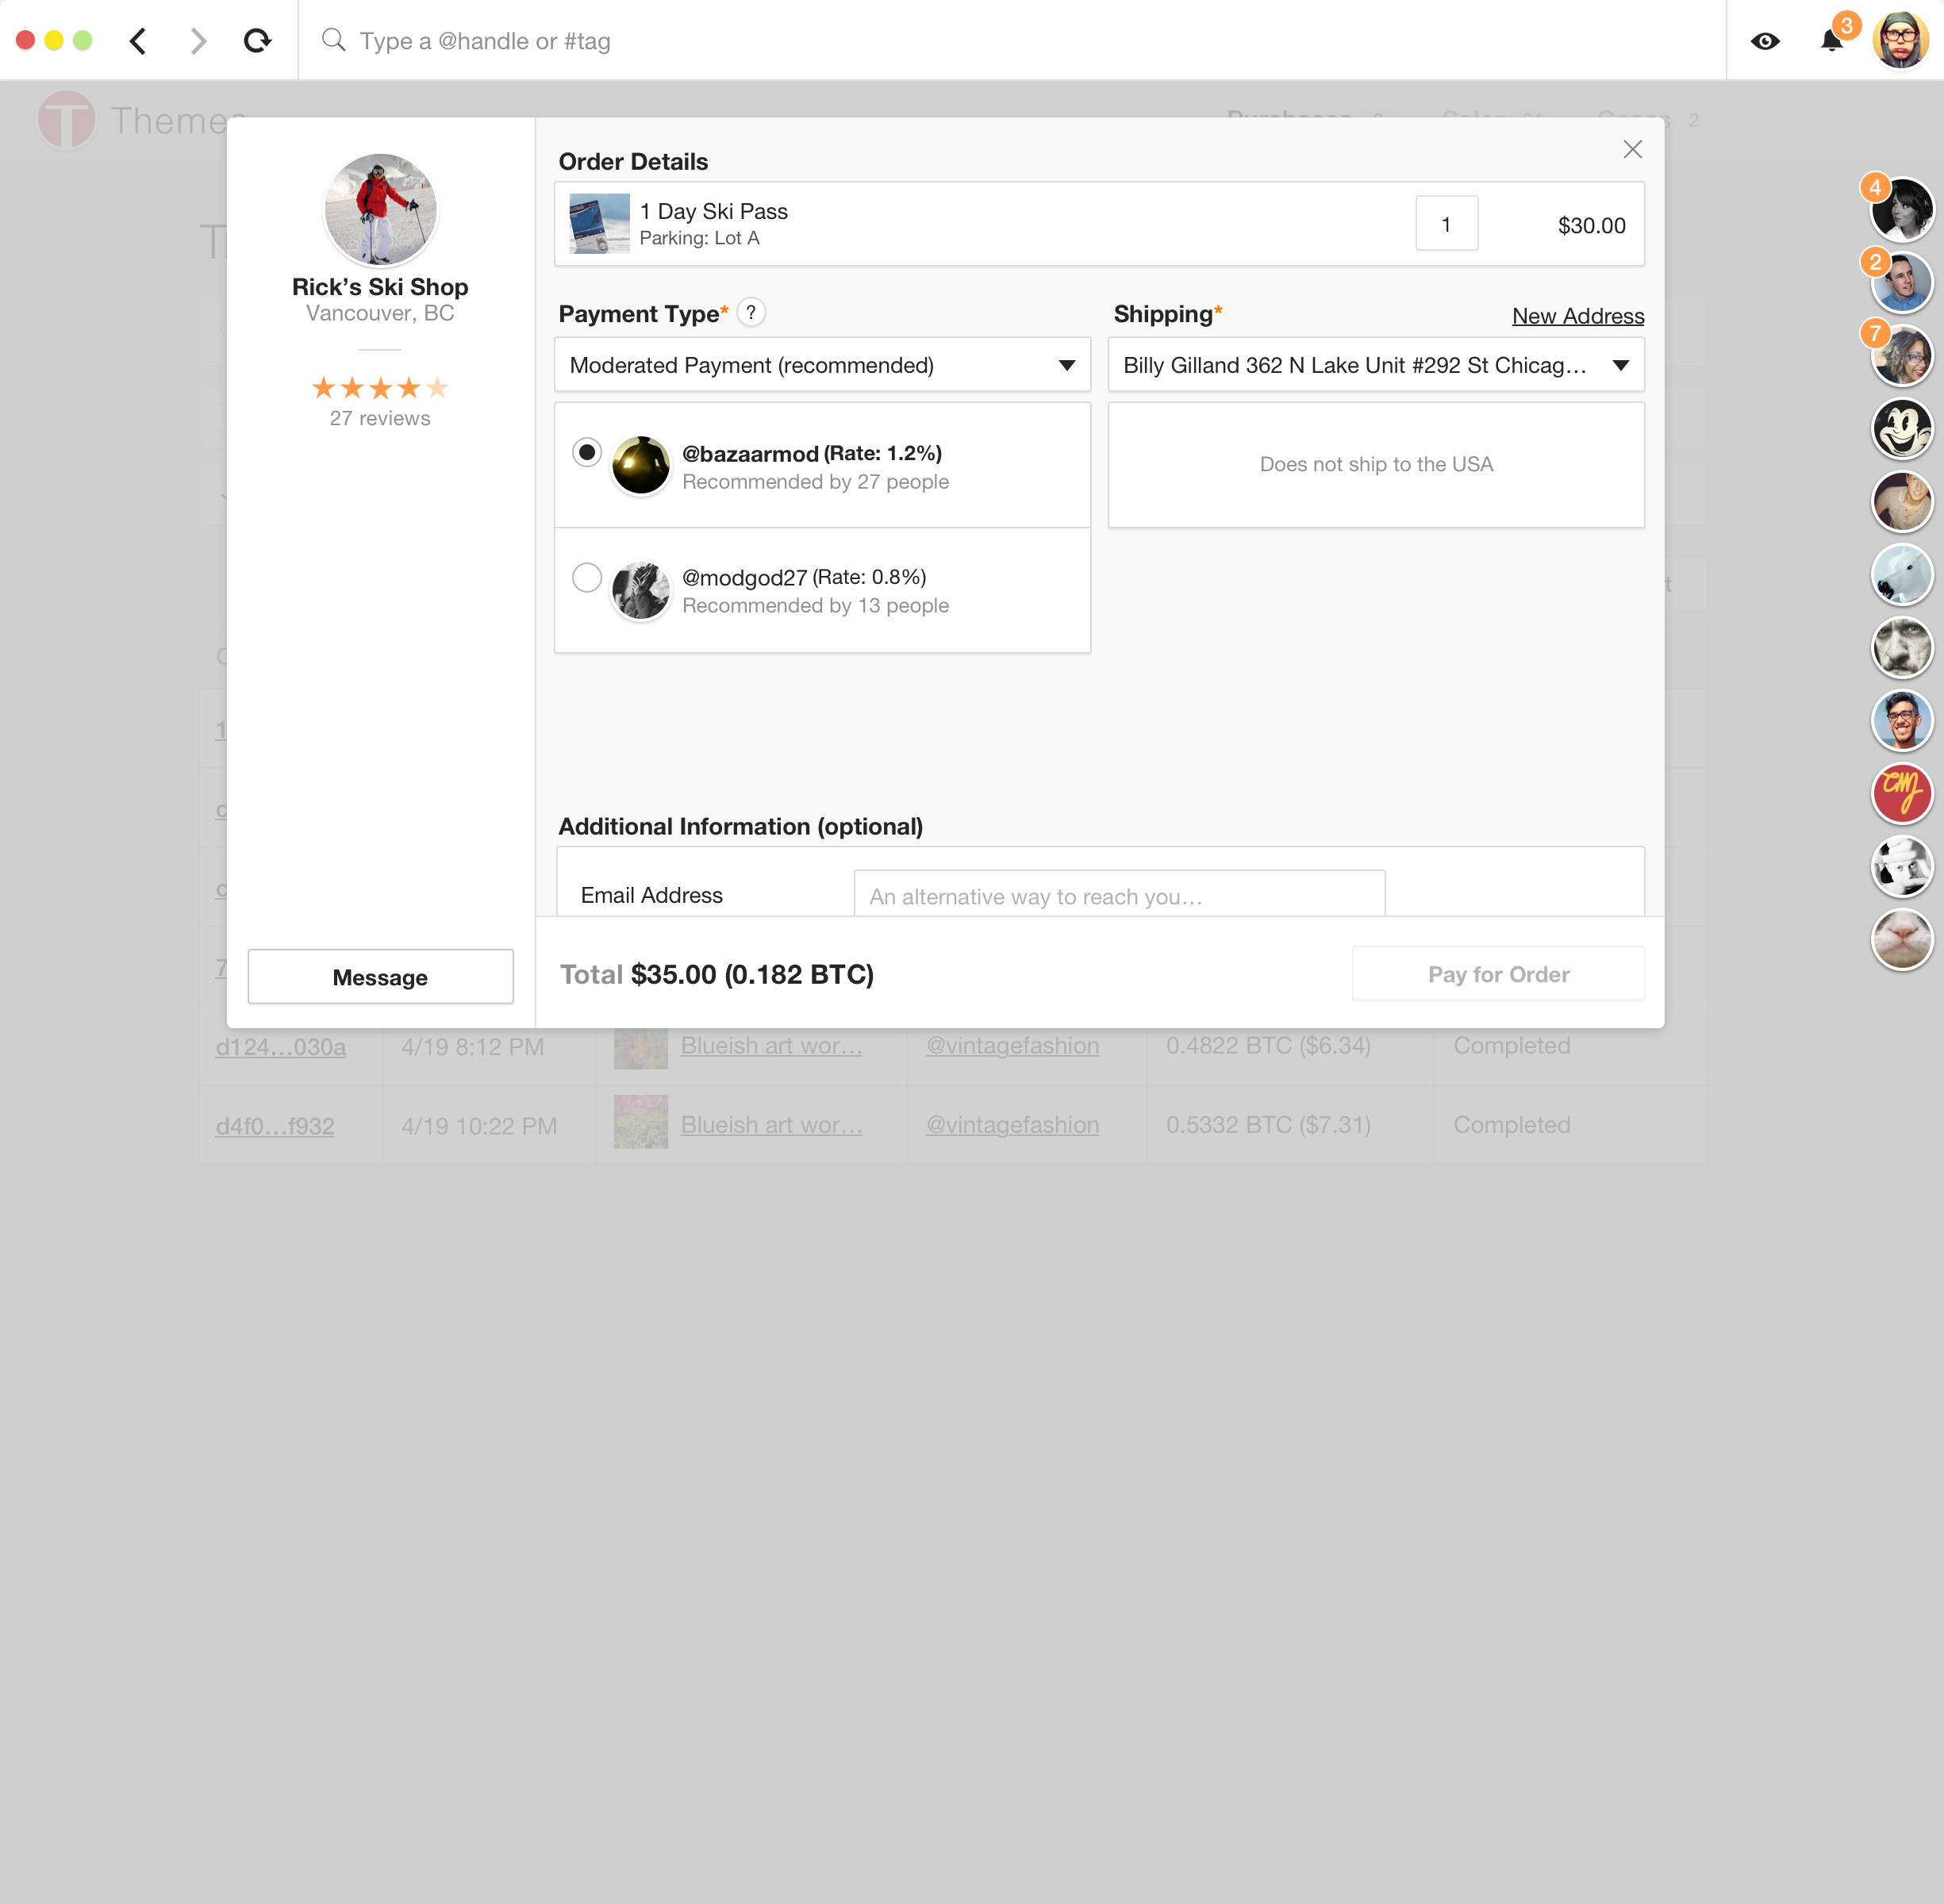 Type a @handle or #tag
3
Themes
Purchases
Sales
Cases 2
Rick's Ski Shop
Vancouver, BC
27 reviews
Message
Order Details
1 Day Ski Pass
Parking: Lot A
1
$30.00
Payment Type* ?
Moderated Payment (recommended)
@bazaarmod (Rate: 1.2%)
Recommended by 27 people
@modgod27 (Rate: 0.8%)
Recommended by 13 people
Shipping*
New Address
Billy Gilland 362 N Lake Unit #292 St Chicag…
Does not ship to the USA
Additional Information (optional)
Email Address
An alternative way to reach you…
Total $35.00 (0.182 BTC)
Pay for Order
4
2
7
d124…030a 4/19 8:12 PM Blueish art wor… @vintagefashion 0.4822 BTC ($6.34) Completed
d4f0…f932 4/19 10:22 PM Blueish art wor… @vintagefashion 0.5332 BTC ($7.31) Completed